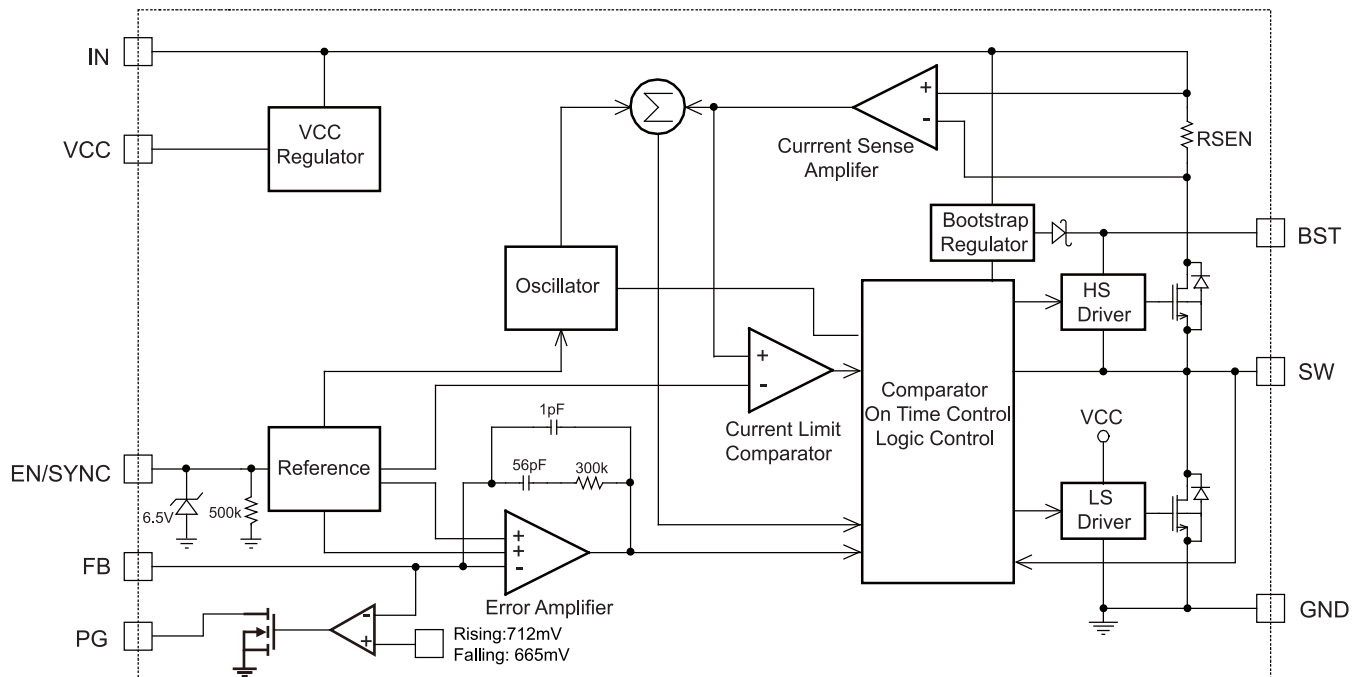 IN
VCC
Regulator
VCC
Σ
+
-
Currrent Sense
Amplifer
RSEN
Bootstrap
Regulator
BST
Oscillator
HS
Driver
+
-
Current Limit
Comparator
Comparator
On Time Control
Logic Control
SW
VCC
1pF
56pF
300k
EN/SYNC
Reference
6.5V
500k
LS
Driver
+
+
-
Error Amplifier
FB
PG
-
+
Rising:712mV
Falling: 665mV
GND